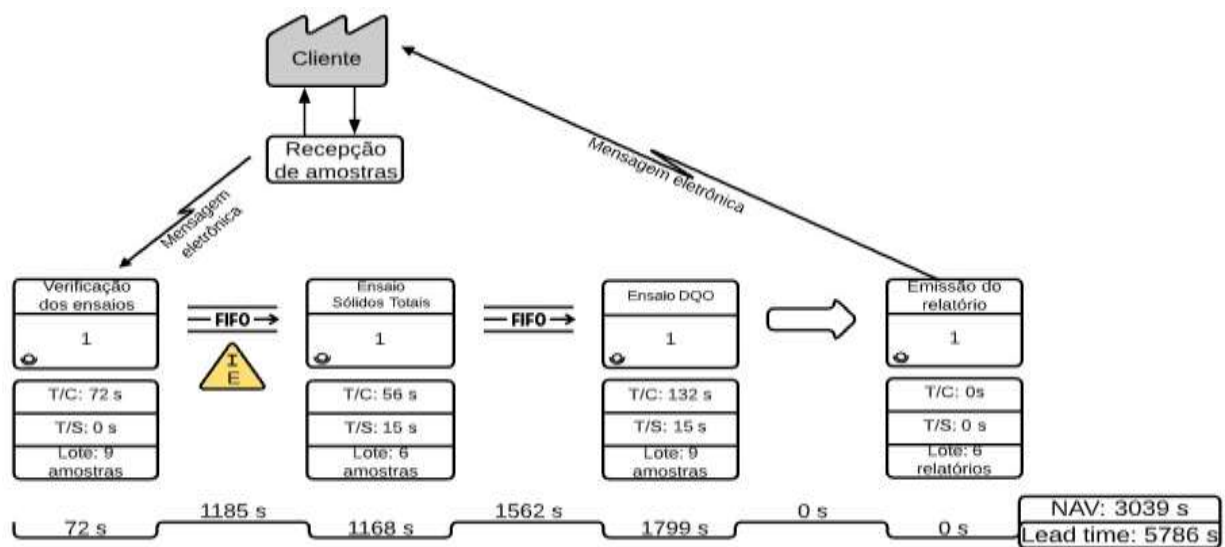 Cliente
Recepção
de amostras
Mensagem
eletrônica
Mensagem eletrônica
Verificação
dos ensaios
1
T/C: 72 s
T/S: 0 s
Lote: 9
amostras
FIFO
I
E
Ensaio
Sólidos Totais
1
T/C: 56 s
T/S: 15 s
Lote: 6
amostras
FIFO
Ensaio DQO
1
T/C: 132 s
T/S: 15 s
Lote: 9
amostras
Emissão do
relatório
1
T/C: 0s
T/S: 0 s
Lote: 6
relatórios
72 s
1185 s
1168 s
1562 s
1799 s
0 s
0 s
NAV: 3039 s
Lead time: 5786 s